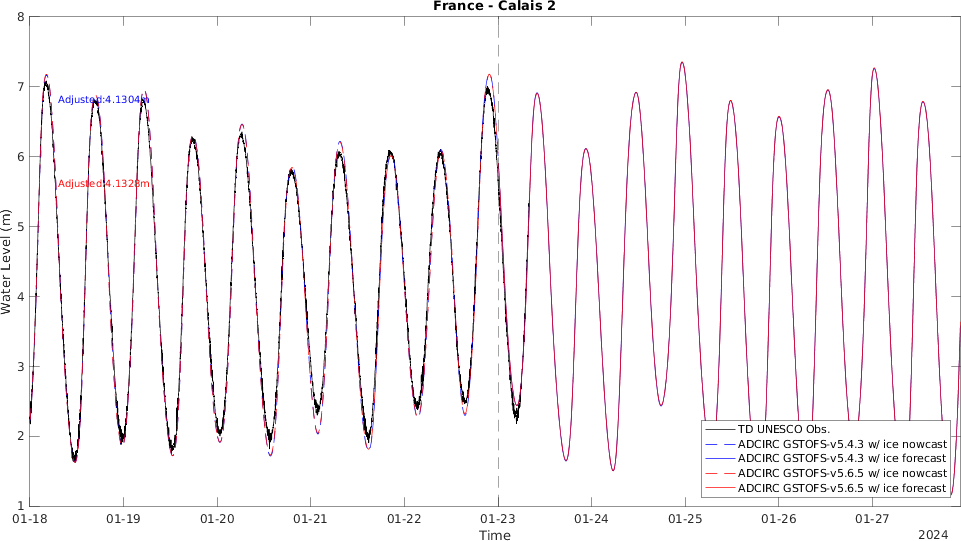 France - Calais 2
8
7
6
5
4
3
2
1
Water Level (m)
Adjusted:4.1304m
Adjusted:4.1328m
TD UNESCO Obs.
ADCIRC GSTOFS-v5.4.3 w/ ice nowcast
ADCIRC GSTOFS-v5.4.3 w/ ice forecast
ADCIRC GSTOFS-v5.6.5 w/ ice nowcast
ADCIRC GSTOFS-v5.6.5 w/ ice forecast
01-18 01-19 01-20 01-21 01-22 01-23 01-24 01-25 01-26 01-27
Time
2024